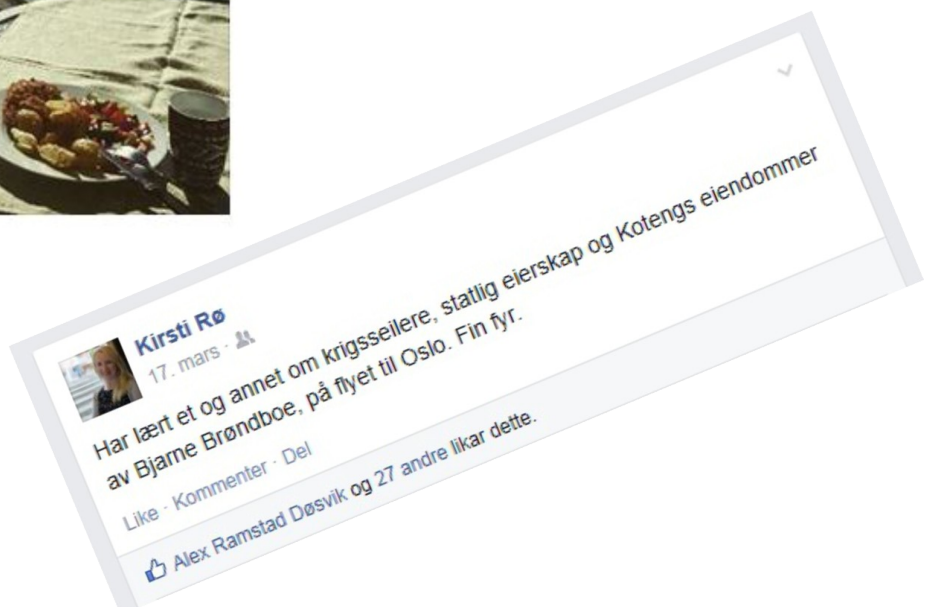 Kirsti Rø
17. mars ·
Har lært et og annet om krigsseilere, statlig eierskap og Kotengs eiendommer
av Bjarne Brøndboe, på flyet til Oslo. Fin fyr.
Like · Kommenter · Del
Alex Ramstad Døsvik og 27 andre likar dette.